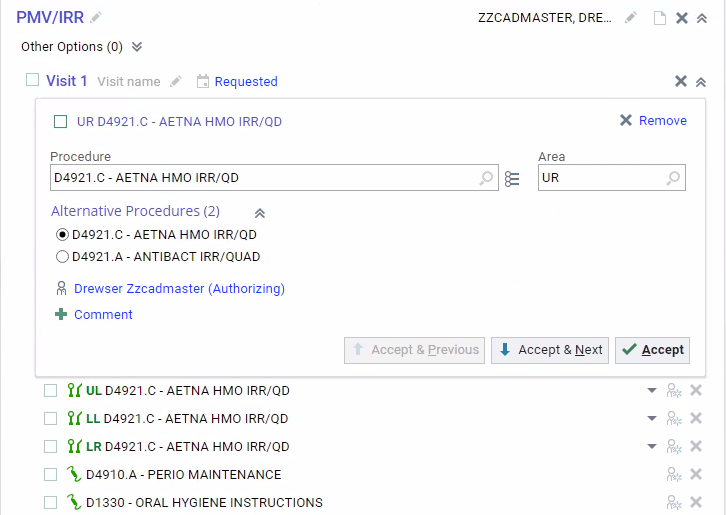 PMV/IRR ZZCADMASTER, DRE...
Other Options (0)
Visit 1 Visit name Requested
UR D4921.C - AETNA HMO IRR/QD Remove
Procedure Area
D4921.C - AETNA HMO IRR/QD UR
Alternative Procedures (2)
D4921.C - AETNA HMO IRR/QD
D4921.A - ANTIBACT IRR/QUAD
Drewser Zzcadmaster (Authorizing)
Comment
Accept & Previous Accept & Next Accept
UL D4921.C - AETNA HMO IRR/QD
LL D4921.C - AETNA HMO IRR/QD
LR D4921.C - AETNA HMO IRR/QD
D4910.A - PERIO MAINTENANCE
D1330 - ORAL HYGIENE INSTRUCTIONS